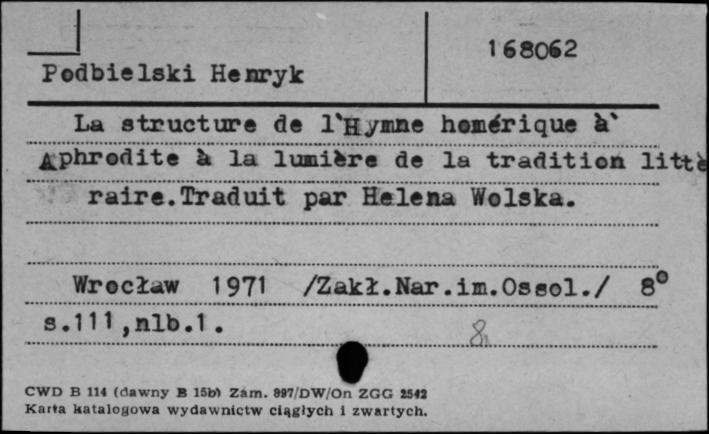 168062
Podbielski Henryk
La structure de l`Hymne homérique à`
Aphrodite à la lumière de la tradition littè
raire.Traduit par Helena Wolska.
Wrocław 1971 /Zakł.Nar.im.Ossol./ 8°
s.111,nlb.1.
8
CWD B 114 (dawny B 15b) Zam. 897/DW/On ZGG 2542
Karta katalogowa wydawnictw ciągłych i zwartych.